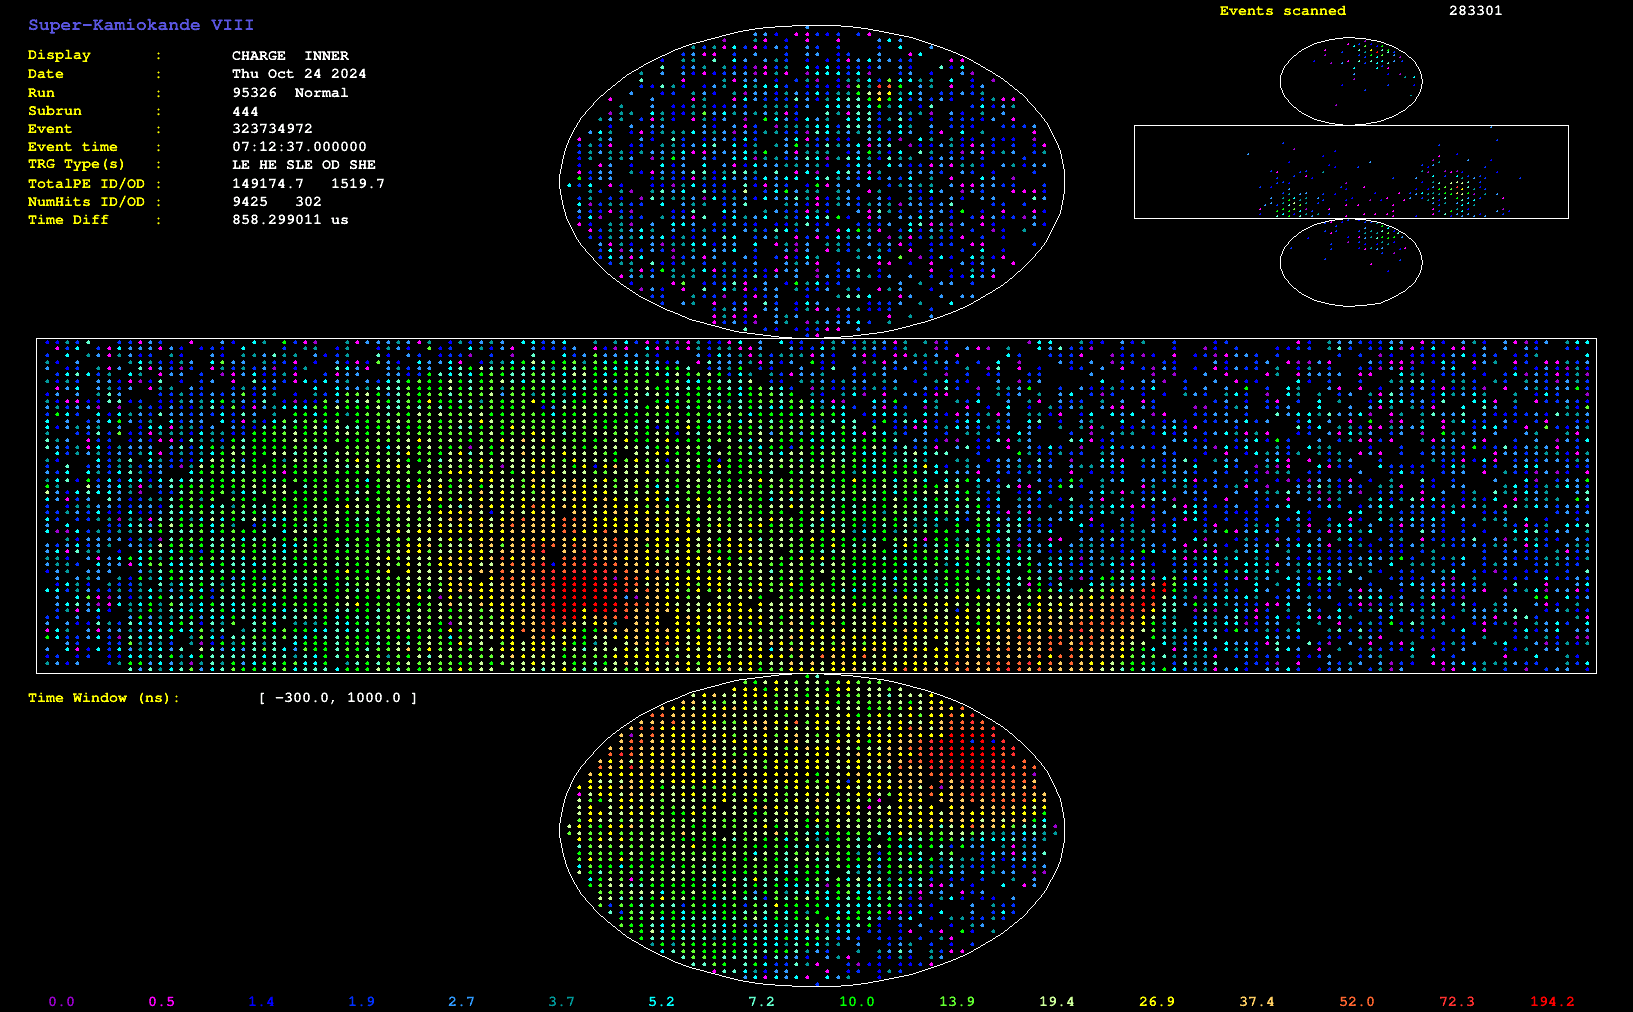 Super-Kamiokande VIII
Events scanned 283301
Display : CHARGE INNER
Date : Thu Oct 24 2024
Run : 95326 Normal
Subrun : 444
Event : 323734972
Event time : 07:12:37.000000
TRG Type(s) : LE HE SLE OD SHE
TotalPE ID/OD : 149174.7 1519.7
NumHits ID/OD : 9425 302
Time Diff : 858.299011 us
Time Window (ns): [ -300.0, 1000.0 ]
0.0 0.5 1.4 1.9 2.7 3.7 5.2 7.2 10.0 13.9 19.4 26.9 37.4 52.0 72.3 194.2